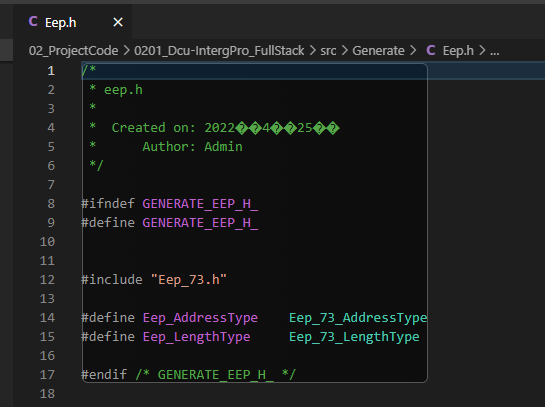 C Eep.h ×
02_ProjectCode > 0201_Dcu-IntergPro_FullStack > src > Generate > C Eep.h > ...
1 /*
2 * eep.h
3 *
4 * Created on: 2022��4��25��
5 * Author: Admin
6 */
7
8 #ifndef GENERATE_EEP_H_
9 #define GENERATE_EEP_H_
10
11
12 #include "Eep_73.h"
13
14 #define Eep_AddressType Eep_73_AddressType
15 #define Eep_LengthType Eep_73_LengthType
16
17 #endif /* GENERATE_EEP_H_ */
18